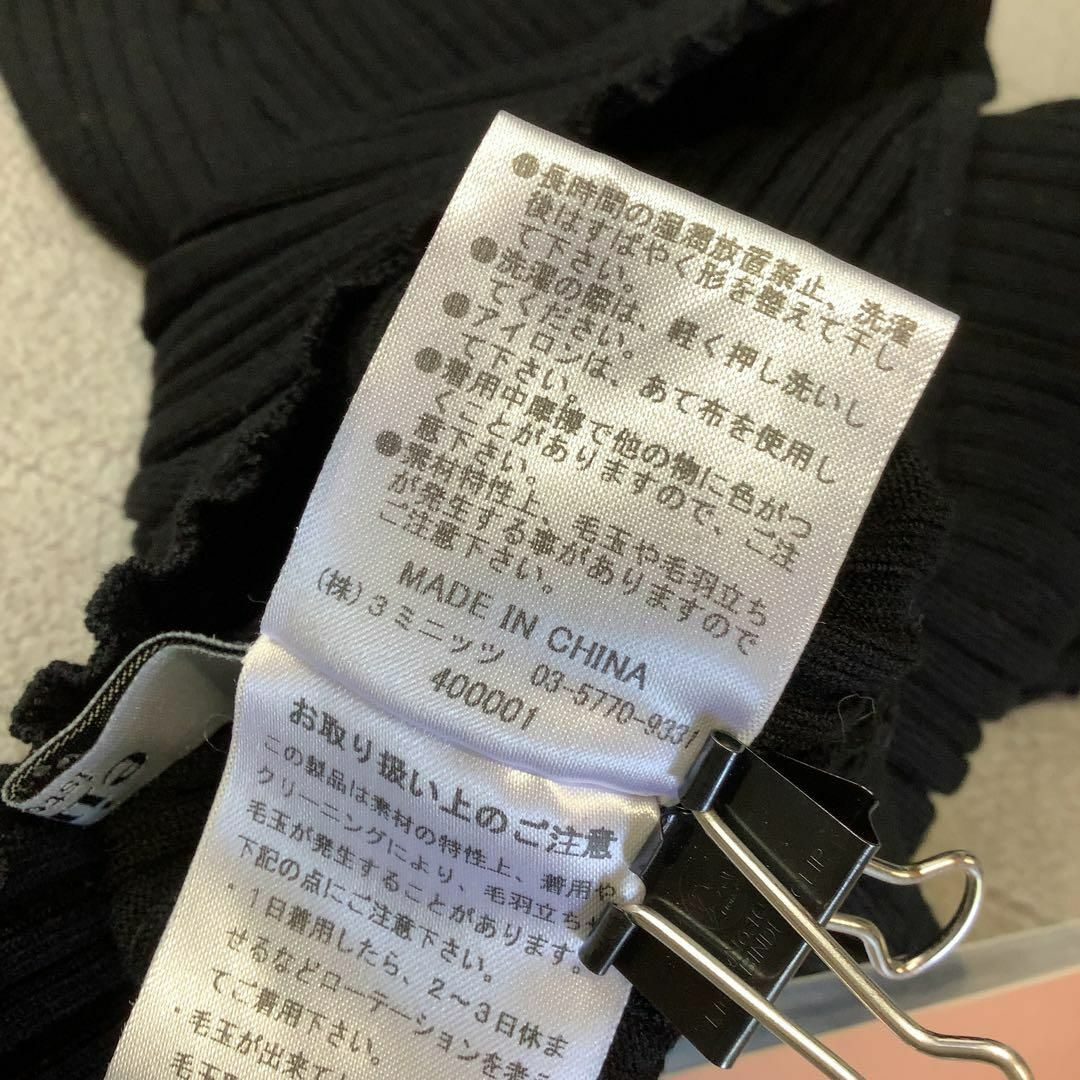 ●長時間の湿潤放置禁止、洗濯
後はすばやく形を整えて干し
て下さい。
●洗濯の際は、軽く押し洗いし
てください。
●アイロンは、あて布を使用し
て下さい。
●着用中摩擦で他の物に色がつ
くことがありますので、ご注
意下さい。
●素材特性上、毛玉や毛羽立ち
が発生する事がありますので
ご注意下さい。
MADE IN CHINA
(株)3ミニッツ 03-5770-9331
400001
お取り扱い上のご注意
この製品は素材の特性上、着用や
クリーニングにより、毛羽立ちや
毛玉が発生することがあります。
下記の点にご注意下さい。
・1日着用したら、2〜3日休ま
せるなどローテーションを考え
てご着用下さい。
・毛玉が出来て
毛玉